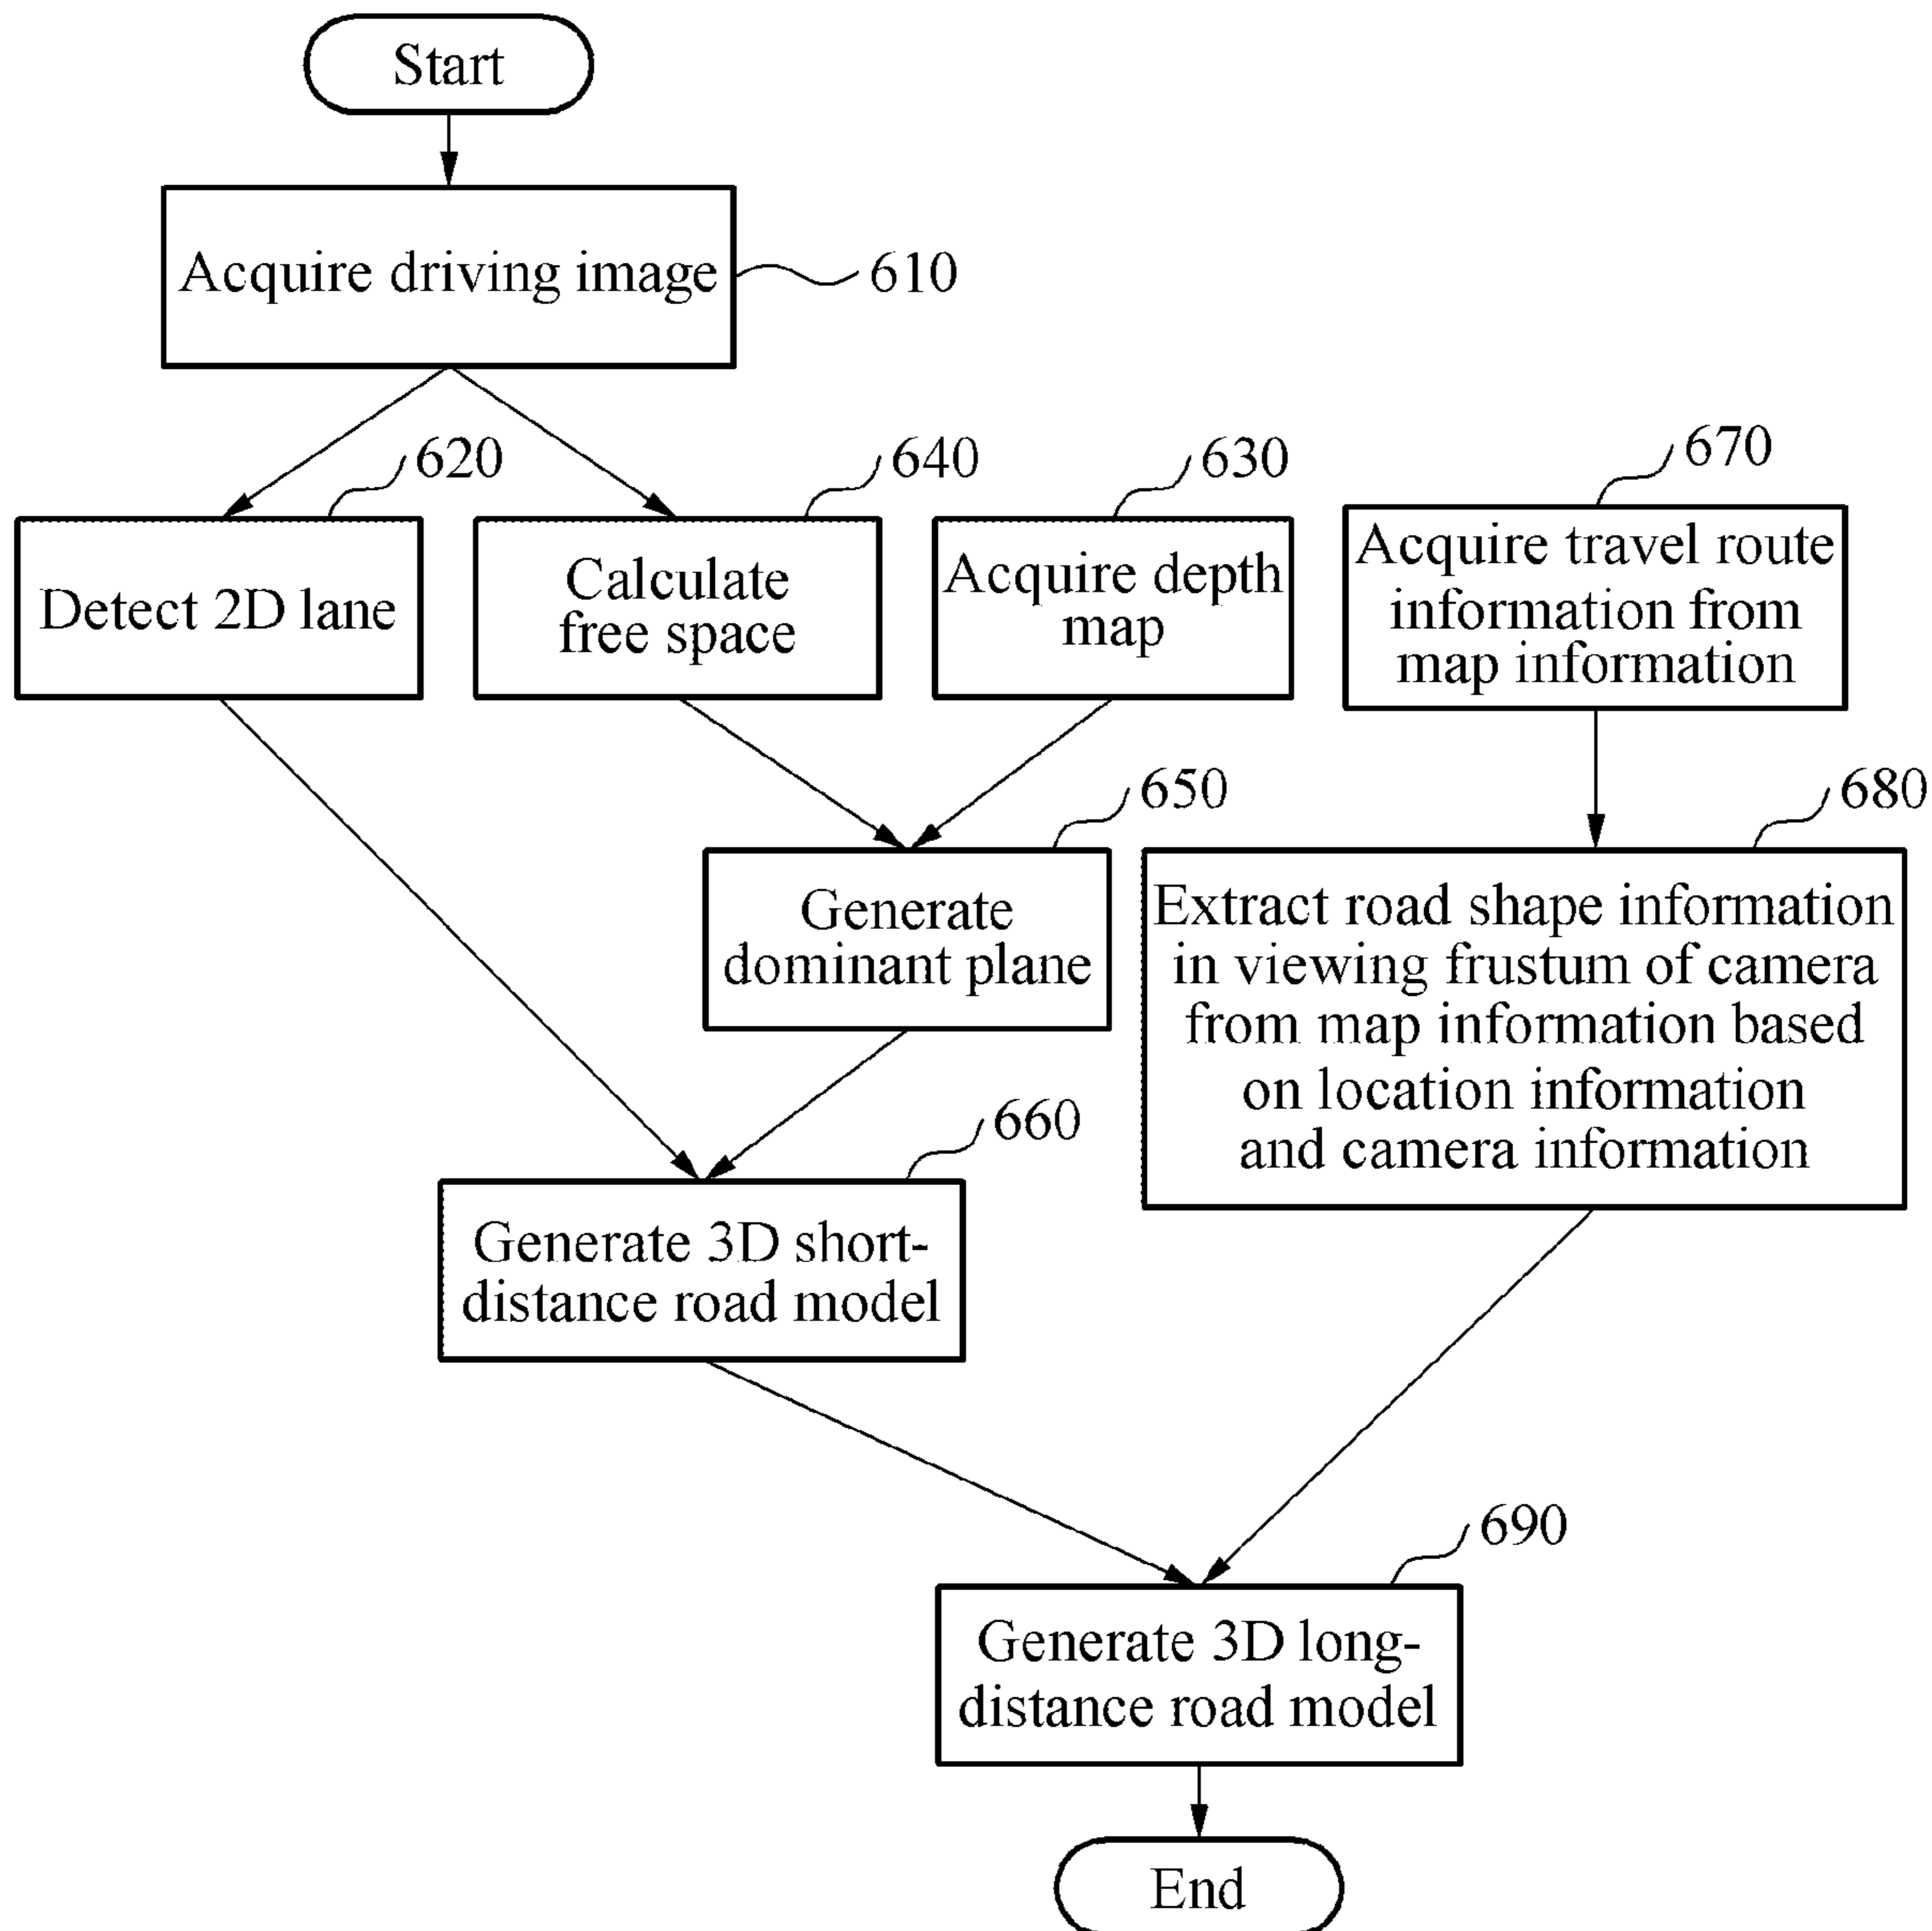 Start
Acquire driving image
610
620
640
630
670
Detect 2D lane
Calculate
free space
Acquire depth
map
Acquire travel route
information from
map information
650
680
Generate
dominant plane
Extract road shape information
in viewing frustum of camera
from map information based
on location information
and camera information
660
Generate 3D short-
distance road model
690
Generate 3D long-
distance road model
End